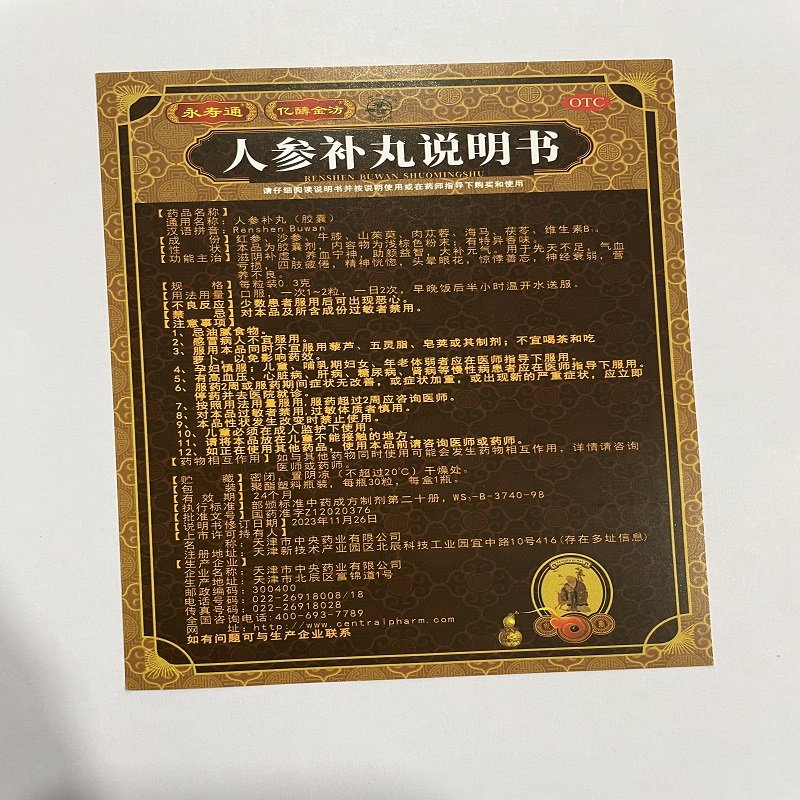 永寿通
亿酶金方
OTC
人参补丸说明书
RENSHEN BUWAN SHUOMINGSHU
请仔细阅读说明书并按说明使用或在药师指导下购买和使用
【药品名称】
通用名称：人参补丸（胶囊）
汉语拼音：Renshen Buwan
【成 份】红参、沙参、牛膝、山茱萸、肉苁蓉、海马、茯苓、维生素B₁。
【性 状】本品为胶囊剂，内容物为浅棕色粉末；有特异香味。
【功能主治】滋阴补虚，养血宁神，助颜益智，大补元气。用于先天不足，气血
亏损，四肢疲倦，精神恍惚，头晕眼花，惊悸善忘，神经衰弱，营
养不良。
【规 格】每粒装0.3克
【用法用量】口服，一次1~2粒，一日2次，早晚饭后半小时温开水送服。
【不良反应】少数患者服用后可出现恶心。
【禁 忌】对本品及所含成份过敏者禁用。
【注意事项】
1、忌油腻食物。
2、感冒病人不宜服用。
3、服用本品同时不宜服用藜芦、五灵脂、皂荚或其制剂；不宜喝茶和吃
萝卜，以免影响药效。
4、孕妇慎服；儿童、哺乳期妇女、年老体弱者应在医师指导下服用。
5、有高血压、心脏病、肝病、糖尿病、肾病等慢性病患者应在医师指导下服用。
6、服药2周或服药期间症状无改善，或症状加重，或出现新的严重症状，应立即
停药并去医院就诊。
7、按照用法用量服用，服药超过2周应咨询医师。
8、对本品过敏者禁用，过敏体质者慎用。
9、本品性状发生改变时禁止使用。
10、儿童必须在成人监护下使用。
11、请将本品放在儿童不能接触的地方。
12、如正在使用其他药品，使用本品前请咨询医师或药师。
【药物相互作用】如与其他药物同时使用可能会发生药物相互作用，详情请咨询
医师或药师。
【贮 藏】密闭，置阴凉（不超过20℃）干燥处。
【包 装】聚酯塑料瓶装，每瓶30粒，每盒1瓶。
【有 效 期】24个月
【执行标准】部颁标准中药成方制剂第二十册，WS₃-B-3740-98
【批准文号】国药准字Z12020376
【说明书修订日期】2023年11月26日
【上市许可持有人】
名 称：天津市中央药业有限公司
注册地址：天津新技术产业园区北辰科技工业园宜中路10号416(存在多址信息)
【生产企业】
企业名称：天津市中央药业有限公司
生产地址：天津市北辰区富锦道1号
邮政编码：300400
电话号码：022-26918008/18
传真号码：022-26918028
全国咨询电话:400-693-7789
网 址：http://www.centralpharm.com
如有问题可与生产企业联系